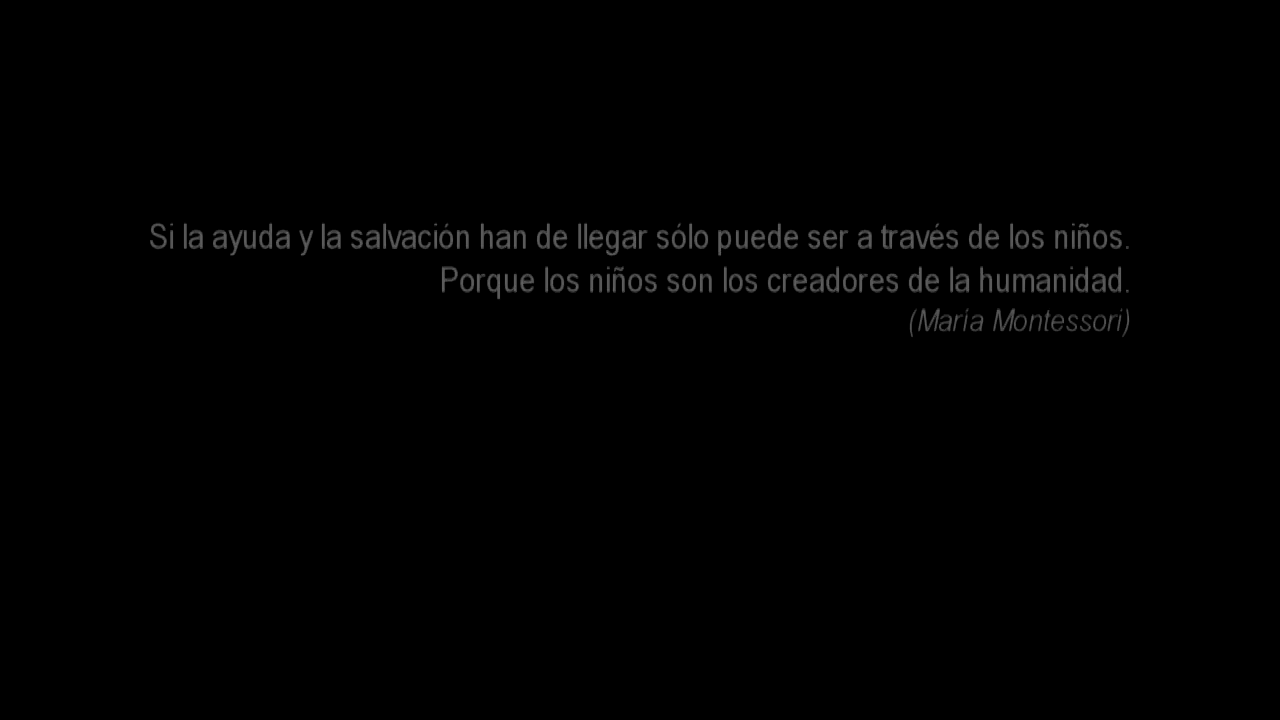 Si la ayuda y la salvación han de llegar sólo puede ser a través de los niños.
Porque los niños son los creadores de la humanidad.
(María Montessori)